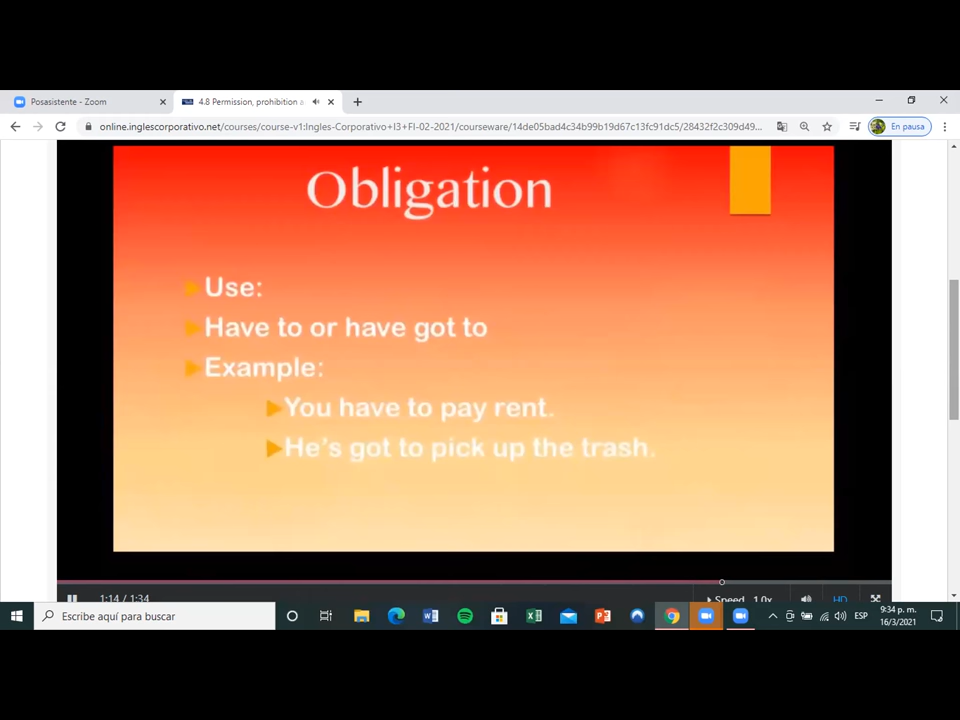 Posasistente - Zoom
4.8 Permission, prohibition a
online.inglescorporativo.net/courses/course-v1:Ingles-Corporativo+I3+FI-02-2021/courseware/14de05bad4c34b99b19d67c13fc91dc5/28432f2c309d49...
En pausa
Obligation
Use:
Have to or have got to
Example:
You have to pay rent.
He's got to pick up the trash.
1:14 / 1:34
Speed 1.0x
HD
Escribe aquí para buscar
ESP
9:34 p. m.
16/3/2021